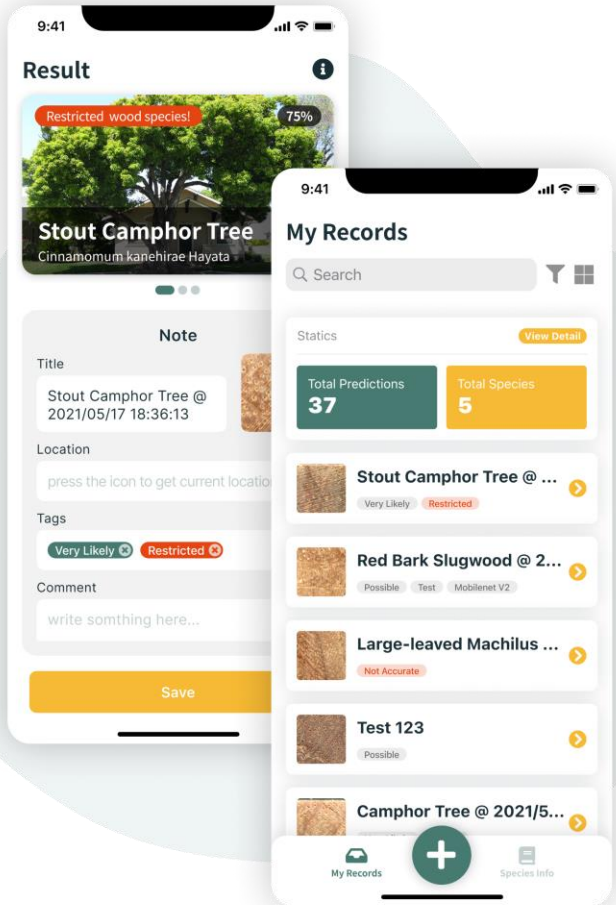 9:41
Result
Restricted wood species!
75%
Stout Camphor Tree
Cinnamomum kanehirae Hayata
Note
Title
Stout Camphor Tree @
2021/05/17 18:36:13
Location
press the icon to get current locatio
Tags
Very Likely
Restricted
Comment
write somthing here...
Save
9:41
My Records
Search
Statics
View Detail
Total Predictions
37
Total Species
5
Stout Camphor Tree @ ...
Very Likely
Restricted
Red Bark Slugwood @ 2...
Possible
Test
Mobilenet V2
Large-leaved Machilus ...
Not Accurate
Test 123
Possible
Camphor Tree @ 2021/5...
My Records
Species Info